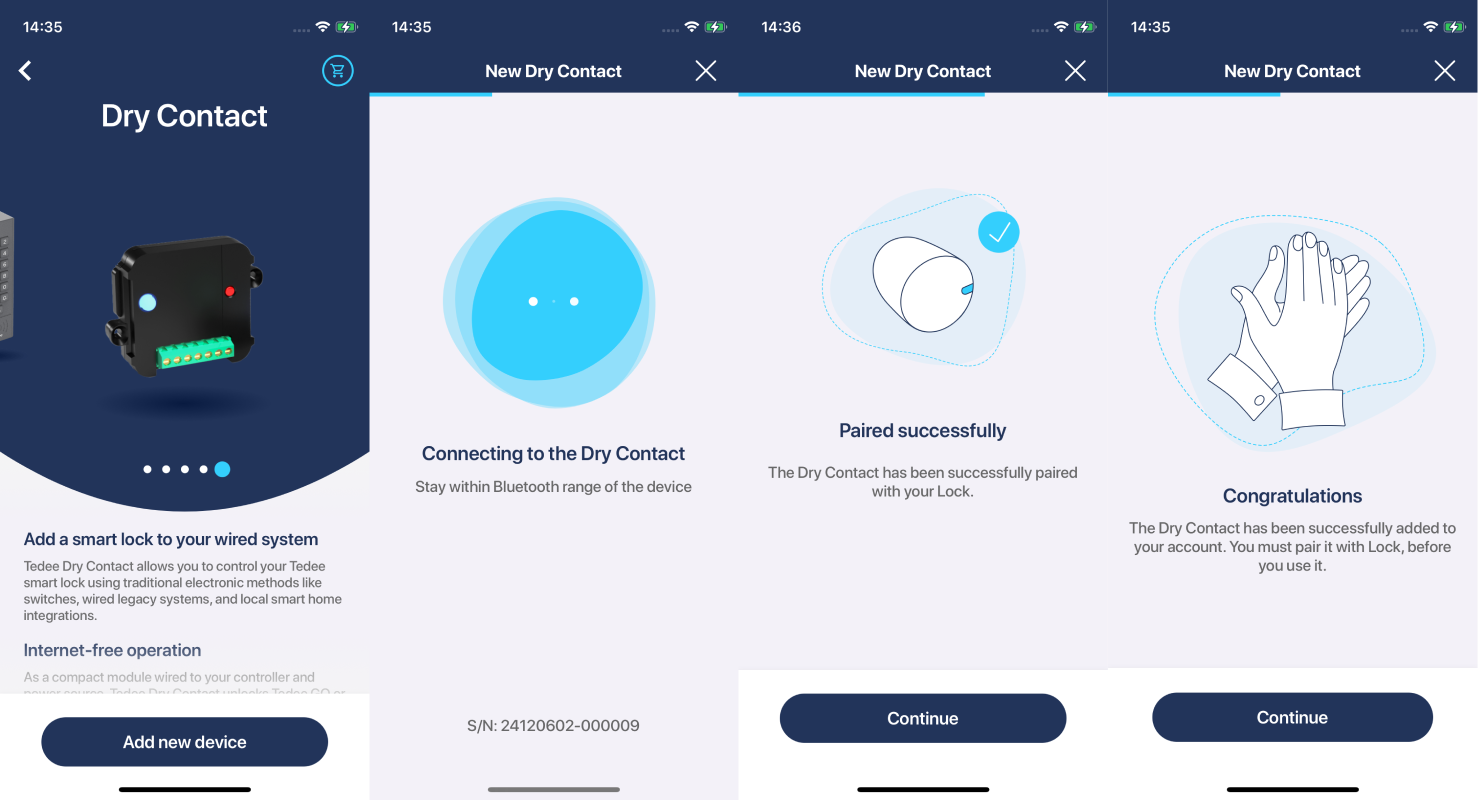 14:35
Dry Contact
Add a smart lock to your wired system
Tedee Dry Contact allows you to control your Tedee
smart lock using traditional electronic methods like
switches, wired legacy systems, and local smart home
integrations.
Internet-free operation
As a compact module wired to your controller and
power source, Tedee Dry Contact unlocks Tedee GO or
Add new device
14:35
New Dry Contact
Connecting to the Dry Contact
Stay within Bluetooth range of the device
S/N: 24120602-000009
14:36
New Dry Contact
Paired successfully
The Dry Contact has been successfully paired
with your Lock.
Continue
14:35
New Dry Contact
Congratulations
The Dry Contact has been successfully added to
your account. You must pair it with Lock, before
you use it.
Continue